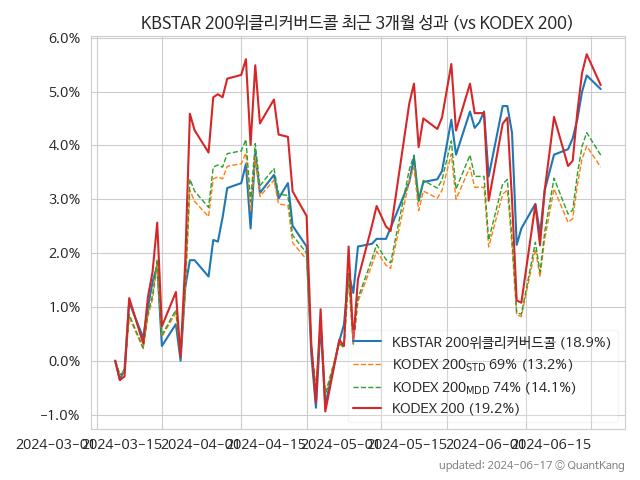 KBSTAR 200위클리커버드콜 최근 3개월 성과 (vs KODEX 200)
6.0%
5.0%
4.0%
3.0%
2.0%
1.0%
0.0%
−1.0%
KBSTAR 200위클리커버드콜 (18.9%)
KODEX 200STD 69% (13.2%)
KODEX 200MDD 74% (14.1%)
KODEX 200 (19.2%)
2024-03-01 2024-03-15 2024-04-01 2024-04-15 2024-05-01 2024-05-15 2024-06-01 2024-06-15
updated: 2024-06-17 © QuantKang